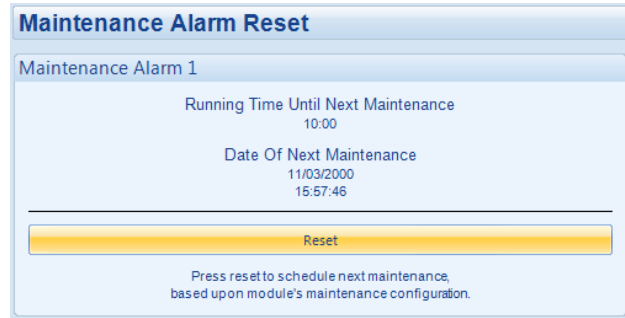 Maintenance Alarm Reset
Maintenance Alarm 1
Running Time Until Next Maintenance
10:00
Date Of Next Maintenance
11/03/2000
15:57:46
Reset
Press reset to schedule next maintenance,
based upon module's maintenance configuration.